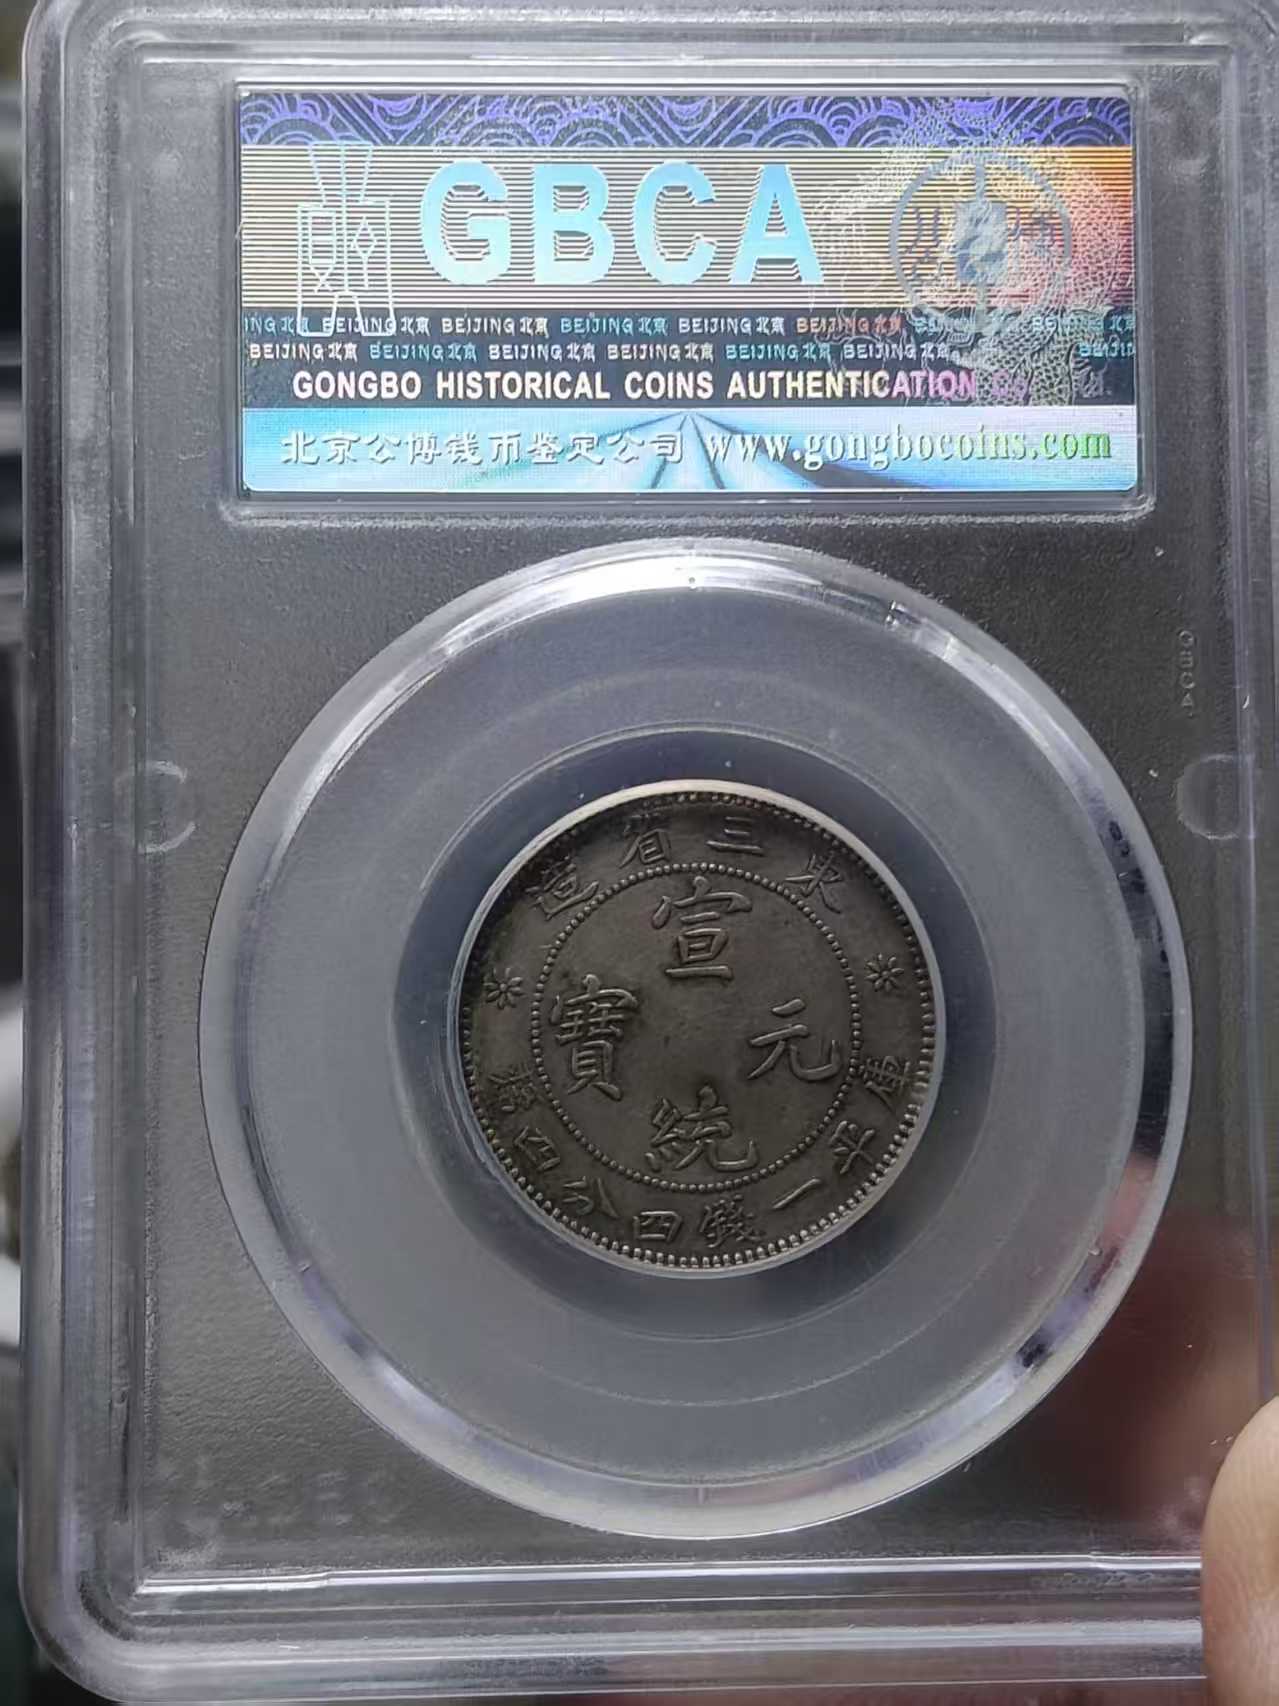 GBCA
ING北京 BEIJING北京 BEIJING北京 BEIJING北京 BEIJING北京 BEIJING北京
BEIJING北京 BEIJING北京 BEIJING北京 BEIJING北京 BEIJING北京 BEIJING北京
GONGBO HISTORICAL COINS AUTHENTICATION Co.
北京公博钱币鉴定公司 www.gongbocoins.com
造省三東
宣
寶 元
統
庫平一錢四分四釐